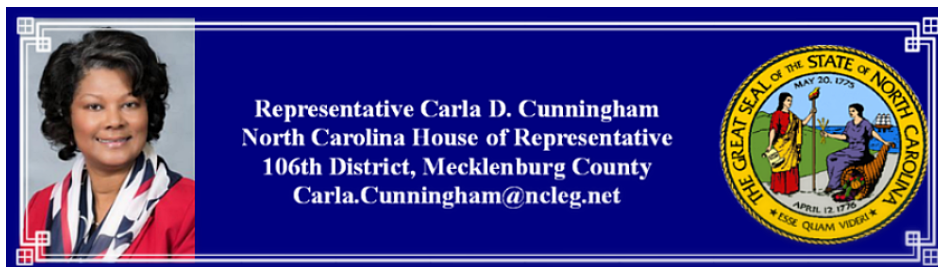 Representative Carla D. Cunningham
North Carolina House of Representative
106th District, Mecklenburg County
Carla.Cunningham@ncleg.net
THE GREAT SEAL OF THE STATE OF NORTH CAROLINA
MAY 20, 1775
APRIL 12, 1776
★ ESSE QUAM VIDERI ★